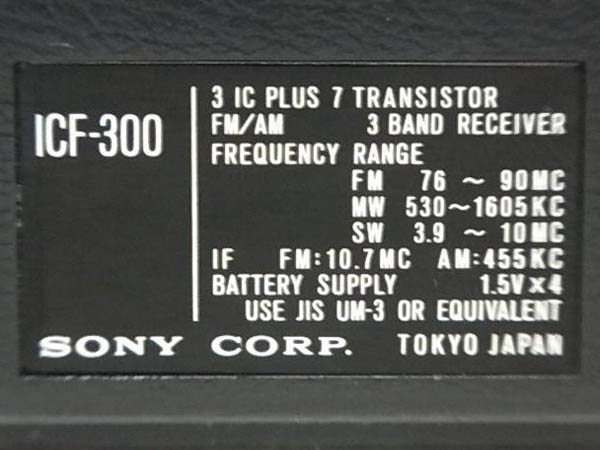 ICF-300
3 IC PLUS 7 TRANSISTOR
FM/AM 3 BAND RECEIVER
FREQUENCY RANGE
FM 76 ~ 90MC
MW 530~1605KC
SW 3.9 ~ 10MC
IF FM:10.7MC AM:455KC
BATTERY SUPPLY 1.5V×4
USE JIS UM-3 OR EQUIVALENT
SONY CORP. TOKYO JAPAN